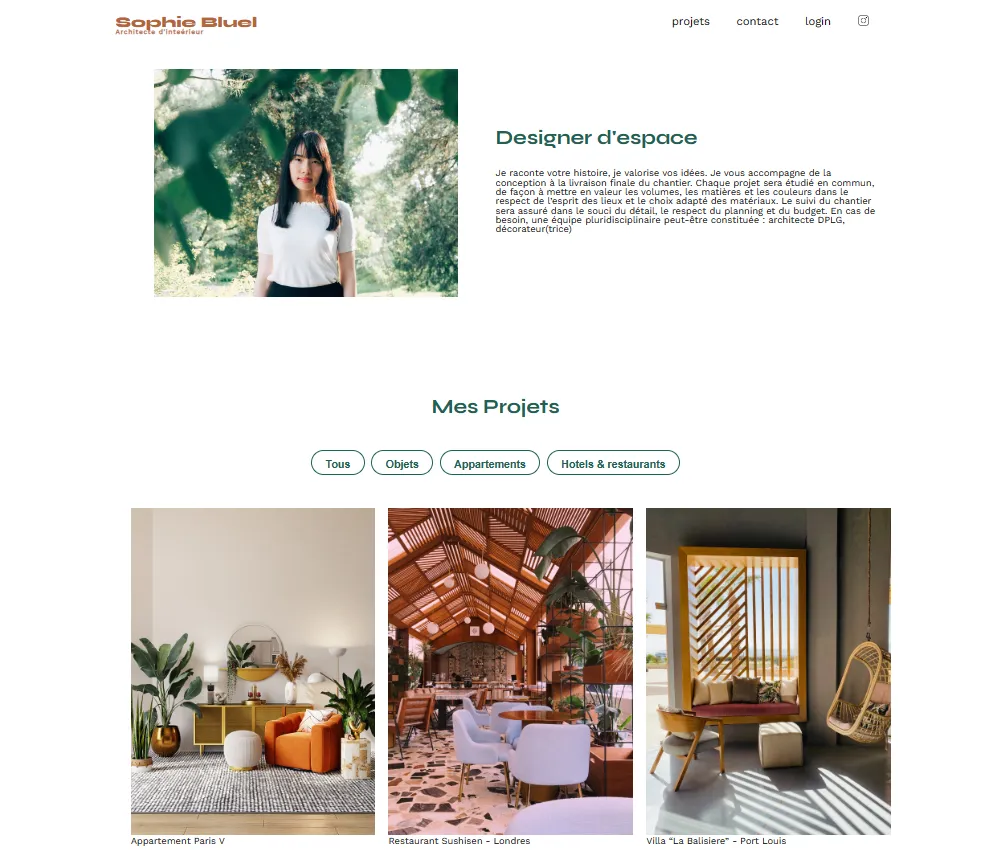 Sophie Bluel
Architecte d'inteérieur
projets
contact
login
Designer d'espace
Je raconte votre histoire, je valorise vos idées. Je vous accompagne de la
conception à la livraison finale du chantier. Chaque projet sera étudié en commun,
de façon à mettre en valeur les volumes, les matières et les couleurs dans le
respect de l'esprit des lieux et le choix adapté des matériaux. Le suivi du chantier
sera assuré dans le souci du détail, le respect du planning et du budget. En cas de
besoin, une équipe pluridisciplinaire peut-être constituée : architecte DPLG,
décorateur(trice)
Mes Projets
Tous
Objets
Appartements
Hotels & restaurants
Appartement Paris V
Restaurant Sushisen - Londres
Villa “La Balisiere” - Port Louis